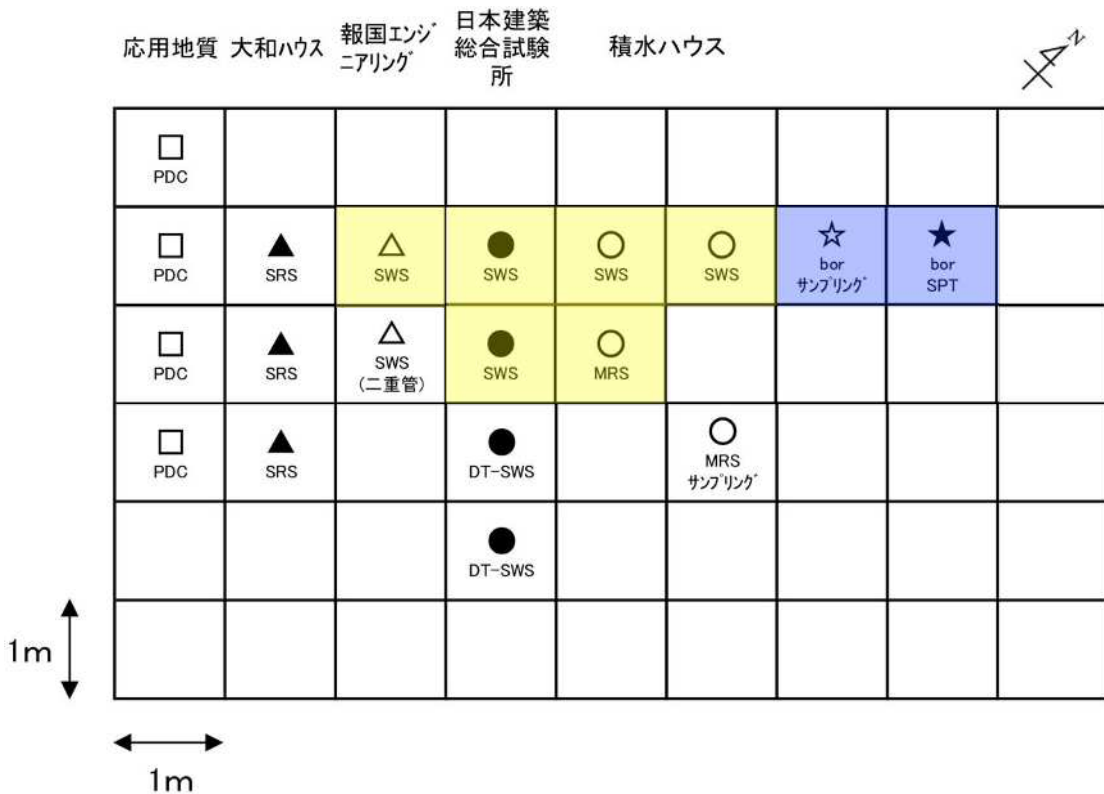 応用地質
大和ハウス
報国エンジ
ニアリング
日本建築
総合試験
所
積水ハウス
N
PDC
PDC
SRS
SWS
SWS
SWS
SWS
bor
サンプリング
bor
SPT
PDC
SRS
SWS
(二重管)
SWS
MRS
PDC
SRS
DT-SWS
MRS
サンプリング
DT-SWS
1m
1m